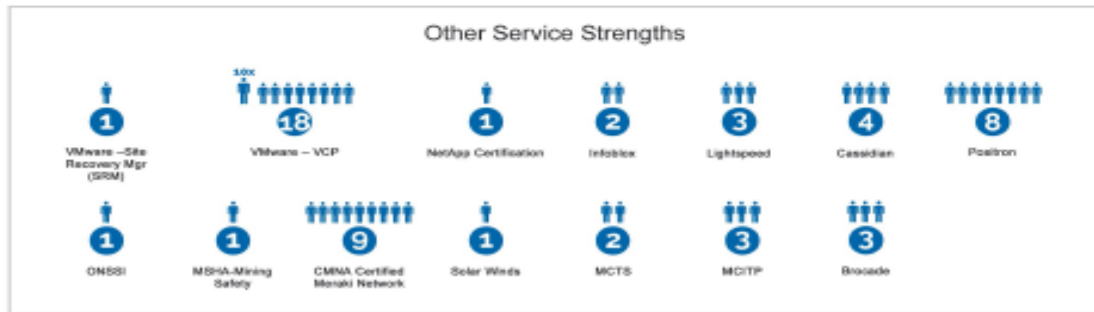 Other Service Strengths
10x
1
18
1
2
3
4
8
VMware –Site
Recovery Mgr
(SRM)
VMware – VCP
NetApp Certification
Infoblox
Lightspeed
Cassidian
Positron
1
1
9
1
2
3
3
ONSSI
MSHA-Mining
Safety
CMNA Certified
Meraki Network
Solar Winds
MCTS
MCITP
Brocade